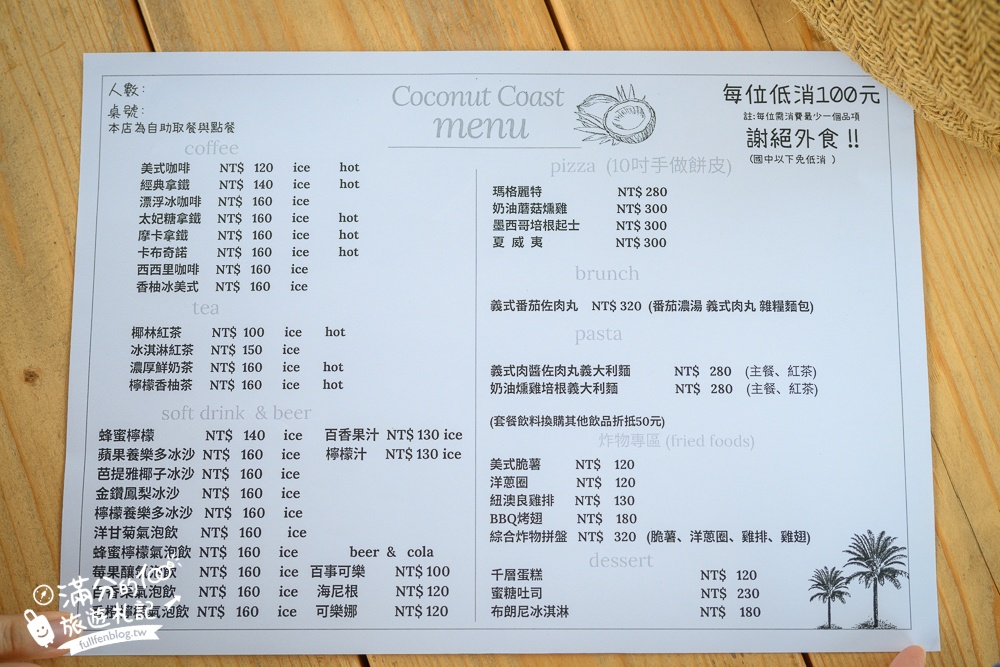 人數:
桌號:
本店為自助取餐與點餐
Coconut Coast
menu
每位低消100元
註:每位需消費最少一個品項
謝絕外食 !!
(國中以下免低消 )
coffee
美式咖啡 NT$ 120 ice hot
經典拿鐵 NT$ 140 ice hot
漂浮冰咖啡 NT$ 160 ice
太妃糖拿鐵 NT$ 160 ice hot
摩卡拿鐵 NT$ 160 ice hot
卡布奇諾 NT$ 160 ice hot
西西里咖啡 NT$ 160 ice
香柚冰美式 NT$ 160 ice
tea
椰林紅茶 NT$ 100 ice hot
冰淇淋紅茶 NT$ 150 ice
濃厚鮮奶茶 NT$ 160 ice hot
檸檬香柚茶 NT$ 160 ice hot
soft drink & beer
蜂蜜檸檬 NT$ 140 ice 百香果汁 NT$ 130 ice
蘋果養樂多冰沙 NT$ 160 ice 檸檬汁 NT$ 130 ice
芭提雅椰子冰沙 NT$ 160 ice
金鑽鳳梨冰沙 NT$ 160 ice
檸檬養樂多冰沙 NT$ 160 ice
洋甘菊氣泡飲 NT$ 160 ice
蜂蜜檸檬氣泡飲 NT$ 160 ice beer & cola
莓果釀氣泡飲 NT$ 160 ice 百事可樂 NT$ 100
氣泡飲 NT$ 160 ice 海尼根 NT$ 120
氣泡飲 NT$ 160 ice 可樂娜 NT$ 120
pizza (10吋手做餅皮)
瑪格麗特 NT$ 280
奶油蘑菇燻雞 NT$ 300
墨西哥培根起士 NT$ 300
夏 威 夷 NT$ 300
brunch
義式番茄佐肉丸 NT$ 320 (番茄濃湯 義式肉丸 雜糧麵包)
pasta
義式肉醬佐肉丸義大利麵 NT$ 280 (主餐、紅茶)
奶油燻雞培根義大利麵 NT$ 280 (主餐、紅茶)
(套餐飲料換購其他飲品折抵50元)
炸物專區 (fried foods)
美式脆薯 NT$ 120
洋蔥圈 NT$ 120
紐澳良雞排 NT$ 130
BBQ烤翅 NT$ 180
綜合炸物拼盤 NT$ 320 (脆薯、洋蔥圈、雞排、雞翅)
dessert
千層蛋糕 NT$ 120
蜜糖吐司 NT$ 230
布朗尼冰淇淋 NT$ 180
滿分的
旅遊札記
fullfenblog.tw